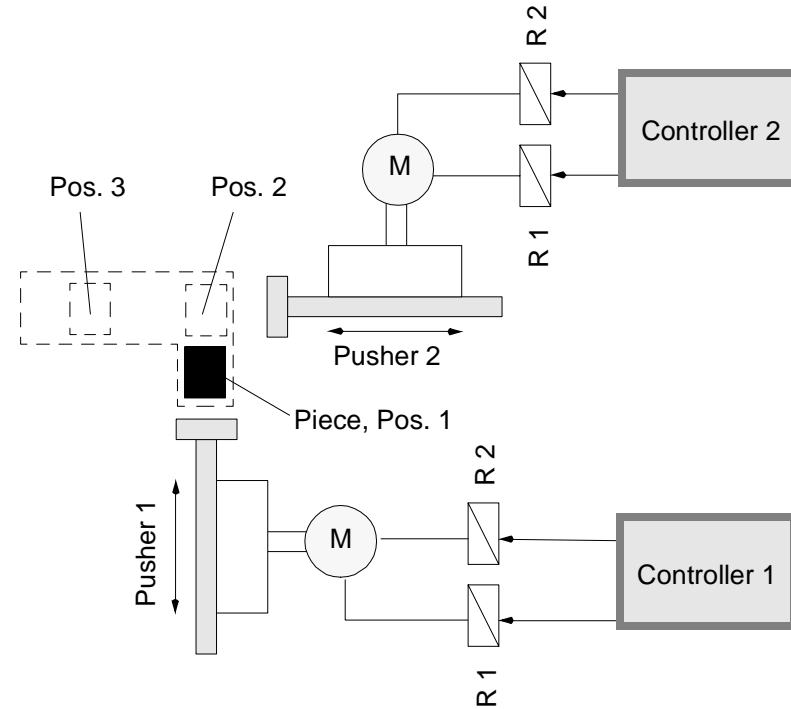 R 2
Controller 2
M
Pos. 3
Pos. 2
R 1
Pusher 2
Piece, Pos. 1
R 2
Pusher 1
M
Controller 1
R 1